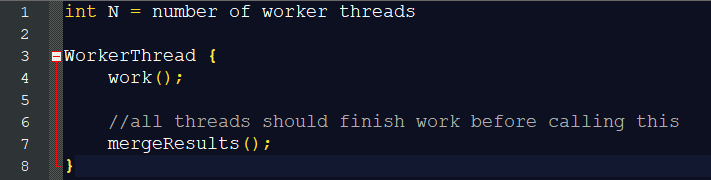 1 int N = number of worker threads
2
3 WorkerThread {
4 work();
5
6 //all threads should finish work before calling this
7 mergeResults();
8 }